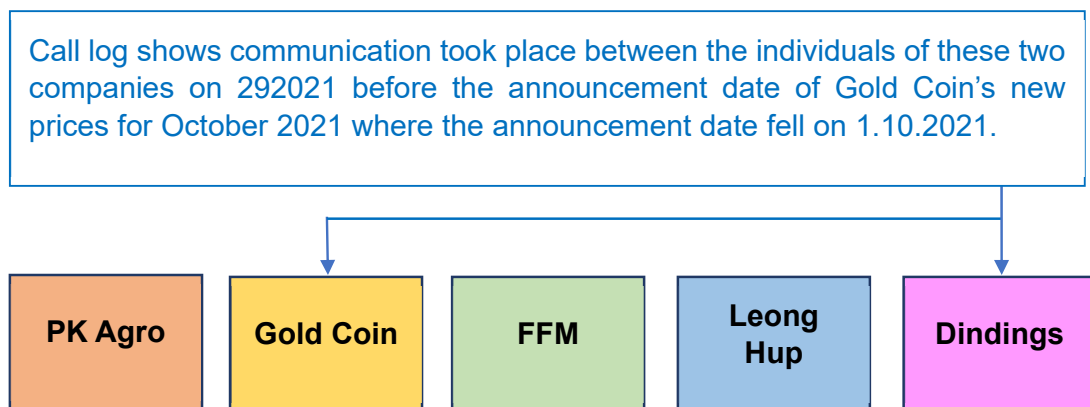 Call log shows communication took place between the individuals of these two
companies on 292021 before the announcement date of Gold Coin’s new
prices for October 2021 where the announcement date fell on 1.10.2021.
PK Agro
Gold Coin
FFM
Leong
Hup
Dindings